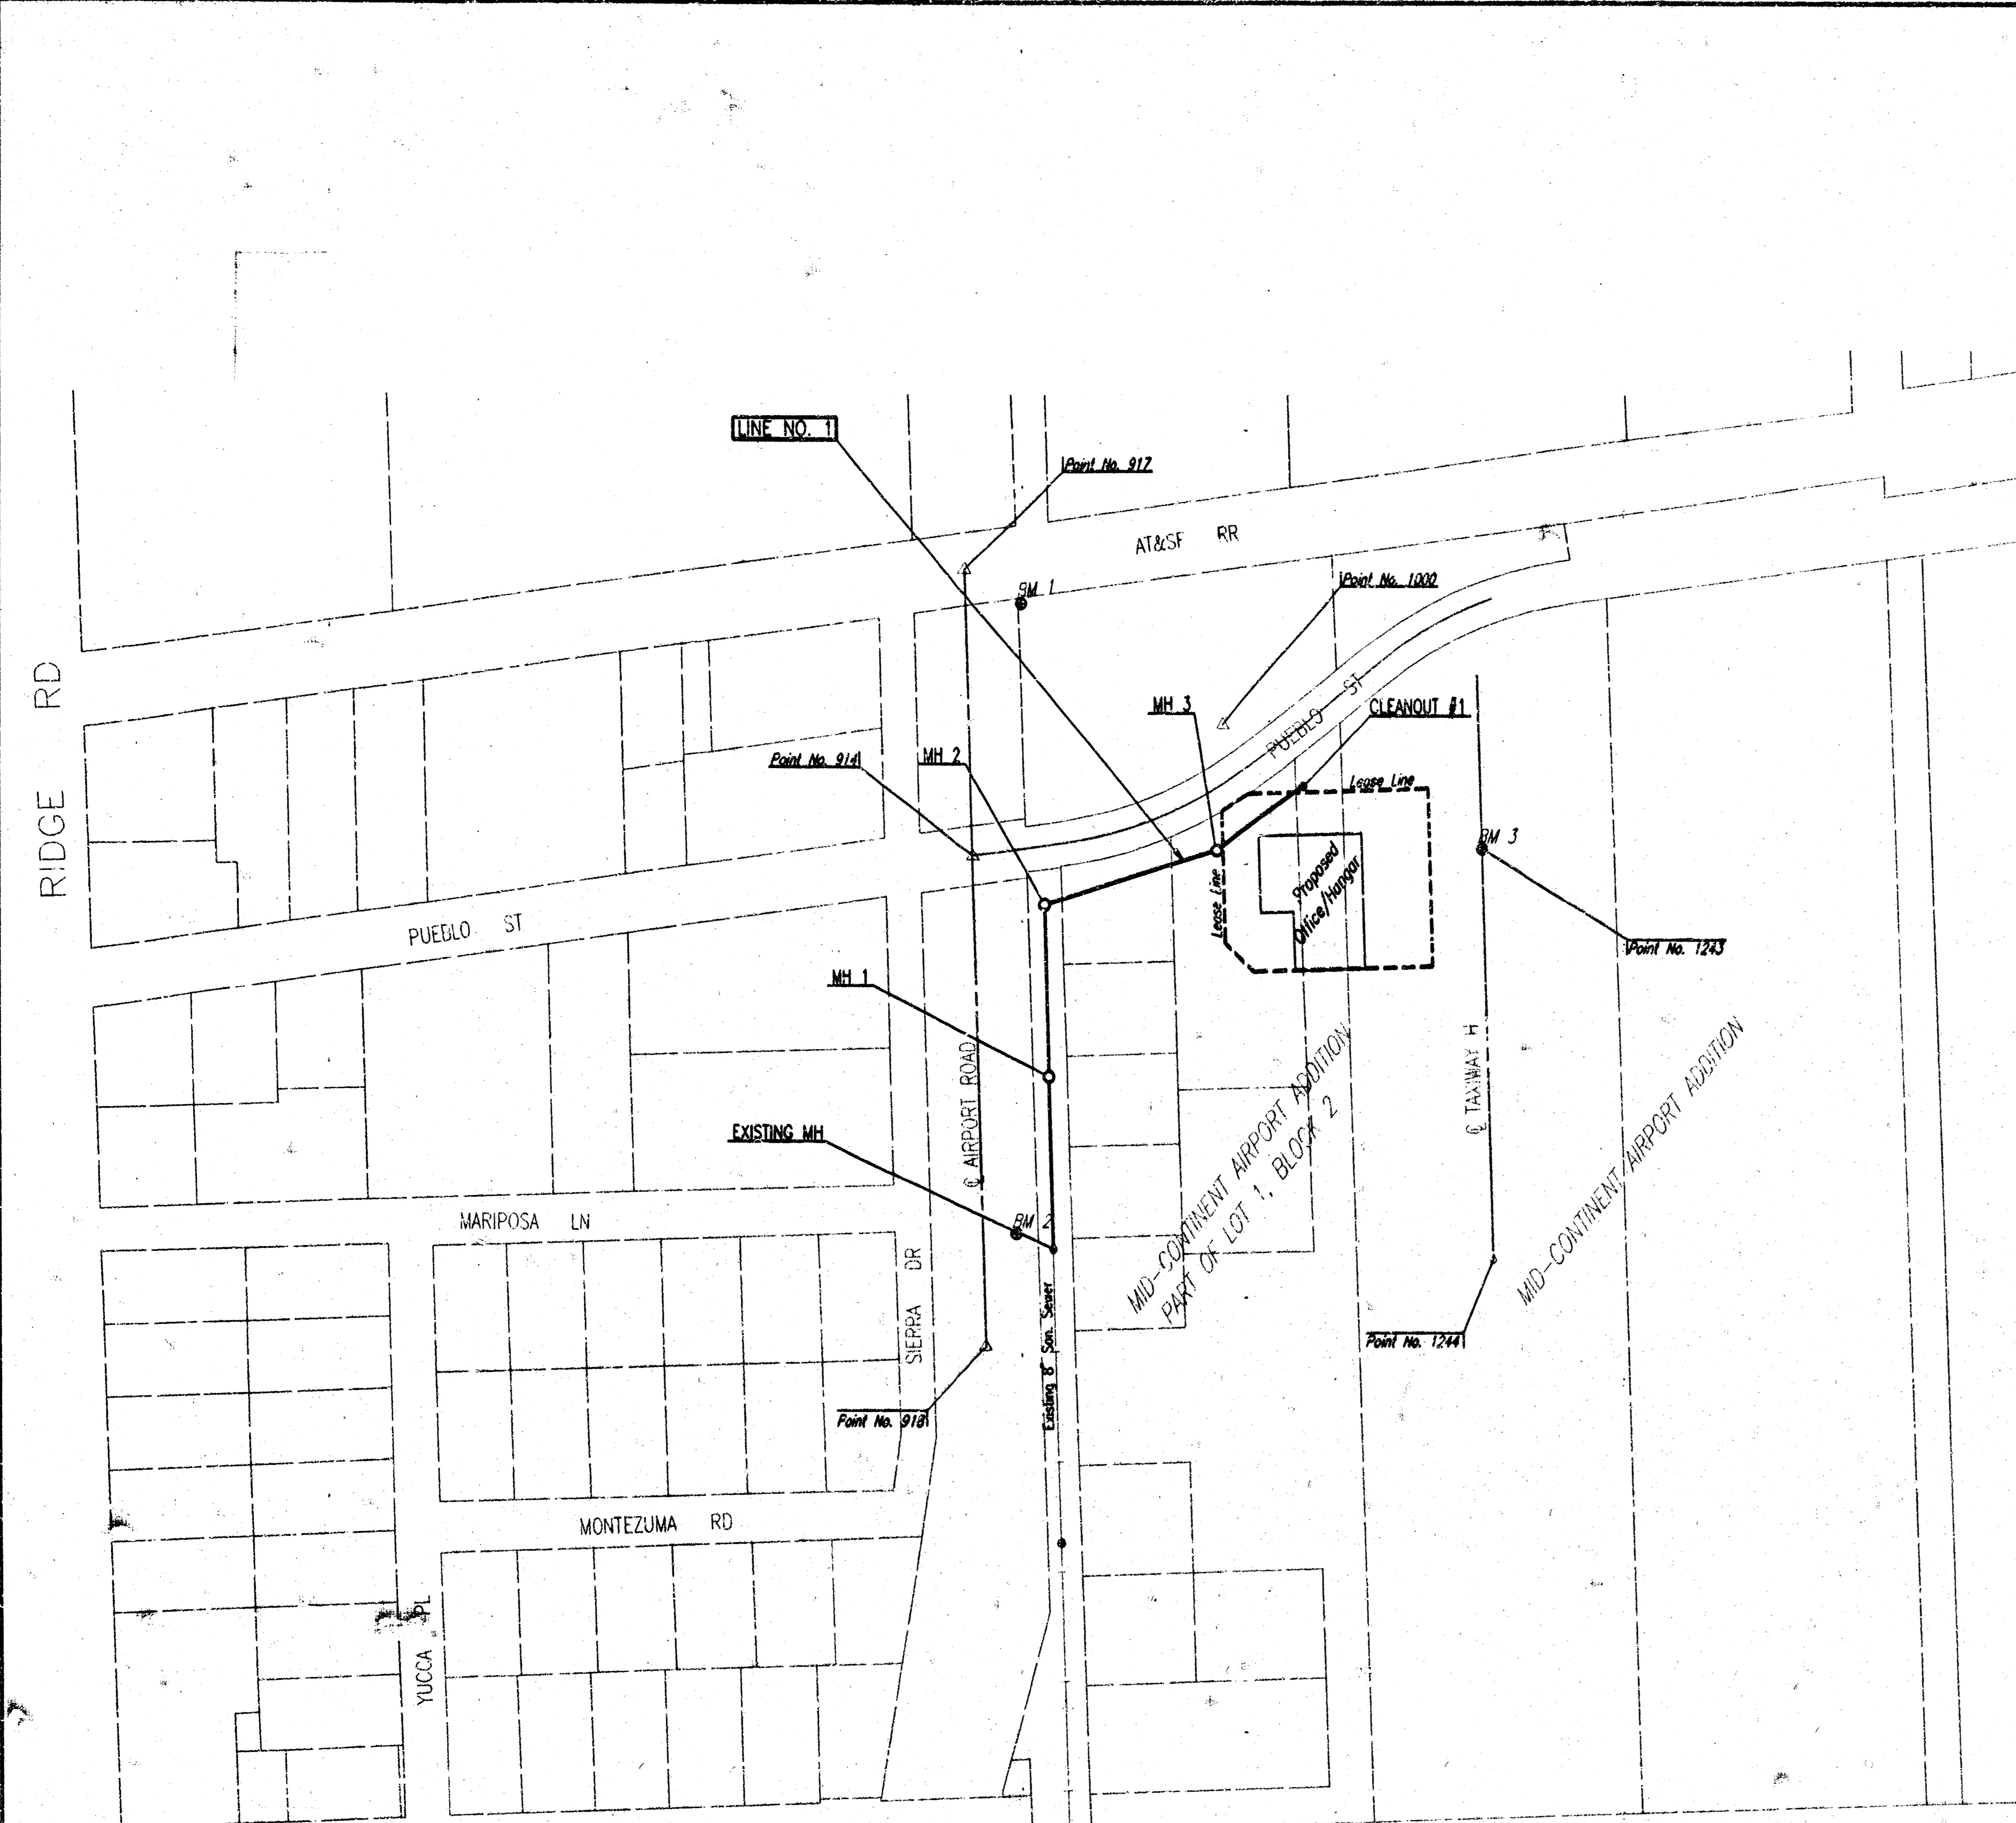 LINE NO. 1
Point No. 917
AT&SF RR
BM 1
Point No. 1000
RIDGE RD
MH 3
CLEANOUT #1
PUEBLO ST
Point No. 914
MH 2
Lease Line
BM 3
Proposed
Office/Hangar
Lease Line
PUEBLO ST
Point No. 1243
MH 1
℄ AIRPORT ROAD
℄ TAXIWAY H
MID-CONTINENT AIRPORT ADDITION
PART OF LOT 1, BLOCK 2
MID-CONTINENT AIRPORT ADDITION
EXISTING MH
MARIPOSA LN
BM 2
SIERRA DR
Existing 8" San. Sewer
Point No. 1244
Point No. 918
MONTEZUMA RD
YUCCA PL